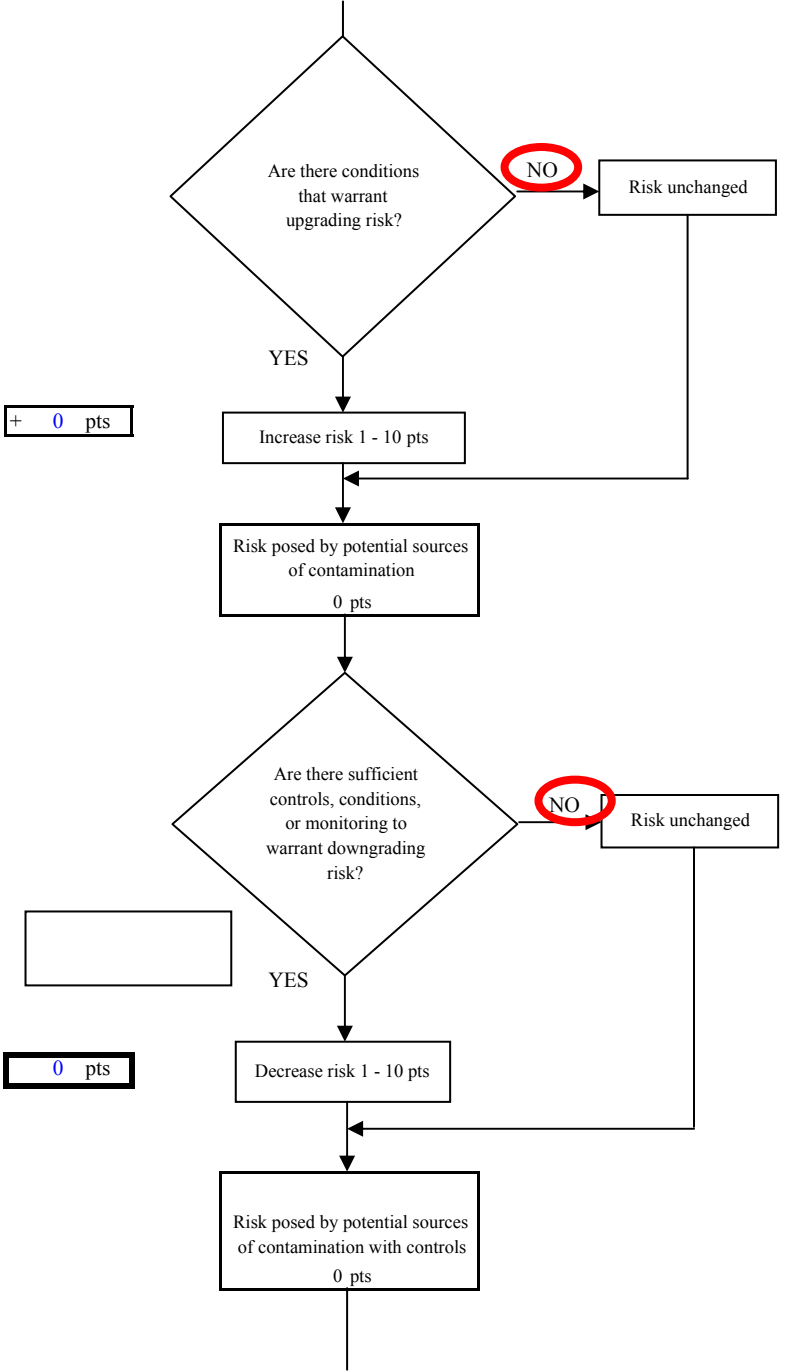 Are there conditions
that warrant
upgrading risk?
NO
Risk unchanged
YES
+ 0 pts
Increase risk 1 - 10 pts
Risk posed by potential sources
of contamination
0 pts
Are there sufficient
controls, conditions,
or monitoring to
warrant downgrading
risk?
NO
Risk unchanged
YES
0 pts
Decrease risk 1 - 10 pts
Risk posed by potential sources
of contamination with controls
0 pts